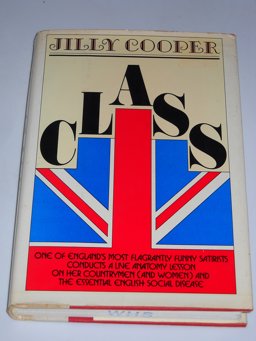 JILLY COOPER
CLASS
ONE OF ENGLAND'S MOST FLAGRANTLY FUNNY SATIRISTS
CONDUCTS A LIVE ANATOMY LESSON
ON HER COUNTRYMEN (AND WOMEN) AND
THE ESSENTIAL ENGLISH SOCIAL DISEASE